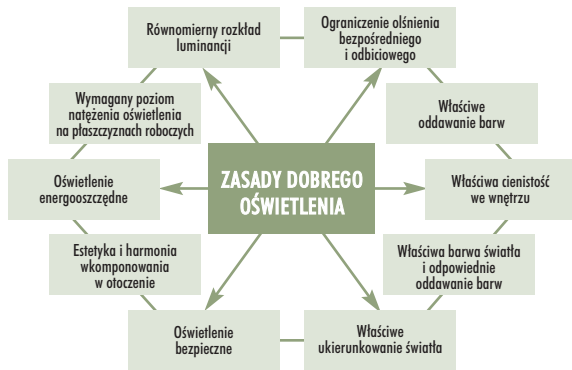 Równomierny rozkład
luminancji
Ograniczenie olśnienia
bezpośredniego
i odbiciowego
Wymagany poziom
natężenia oświetlenia
na płaszczyznach roboczych
Właściwe
oddawanie barw
Oświetlenie
energooszczędne
ZASADY DOBREGO
OŚWIETLENIA
Właściwa cienistość
we wnętrzu
Estetyka i harmonia
wkomponowania
w otoczenie
Właściwa barwa światła
i odpowiednie
oddawanie barw
Oświetlenie
bezpieczne
Właściwe
ukierunkowanie światła